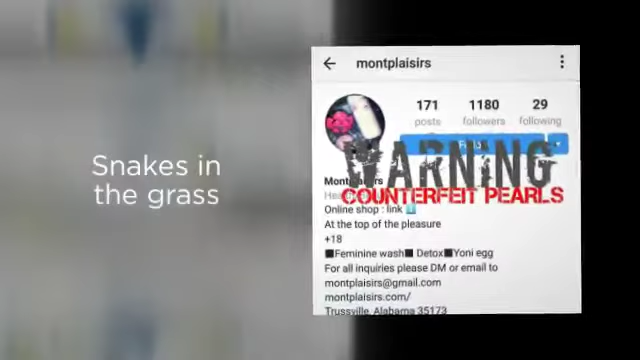 Snakes in
the grass
montplaisirs
171 1180 29
posts followers following
WARNING
COUNTERFEIT PEARLS
Online shop : link
At the top of the pleasure
+18
Feminine wash Detox Yoni egg
For all inquiries please DM or email to
montplaisirs@gmail.com
montplaisirs.com/
Trussville, Alabama 35173